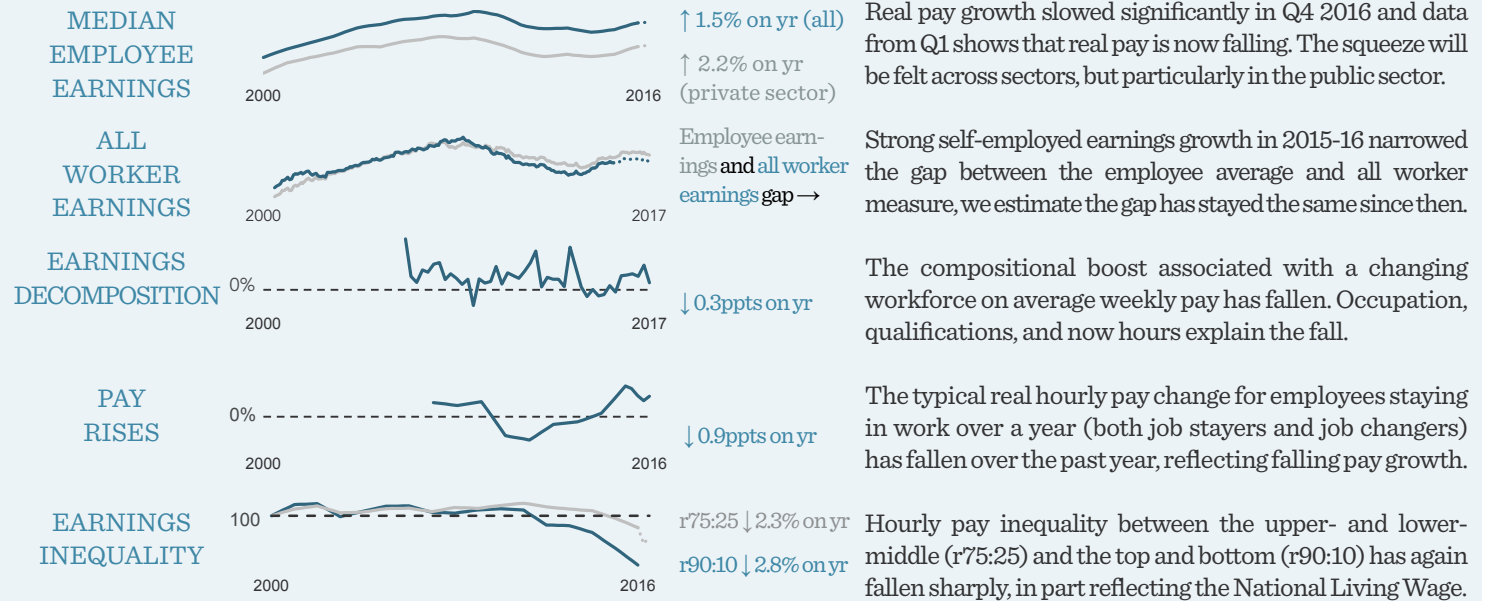 MEDIAN
EMPLOYEE
EARNINGS
2000
2016
↑ 1.5% on yr (all)
↑ 2.2% on yr
(private sector)
Real pay growth slowed significantly in Q4 2016 and data
from Q1 shows that real pay is now falling. The squeeze will
be felt across sectors, but particularly in the public sector.
ALL
WORKER
EARNINGS
2000
2017
Employee earn-
ings and all worker
earnings gap →
Strong self-employed earnings growth in 2015-16 narrowed
the gap between the employee average and all worker
measure, we estimate the gap has stayed the same since then.
EARNINGS
DECOMPOSITION
0%
2000
2017
↓ 0.3ppts on yr
The compositional boost associated with a changing
workforce on average weekly pay has fallen. Occupation,
qualifications, and now hours explain the fall.
PAY
RISES
0%
2000
2016
↓ 0.9ppts on yr
The typical real hourly pay change for employees staying
in work over a year (both job stayers and job changers)
has fallen over the past year, reflecting falling pay growth.
EARNINGS
INEQUALITY
100
2000
2016
r75:25 ↓ 2.3% on yr
r90:10 ↓ 2.8% on yr
Hourly pay inequality between the upper- and lower-
middle (r75:25) and the top and bottom (r90:10) has again
fallen sharply, in part reflecting the National Living Wage.